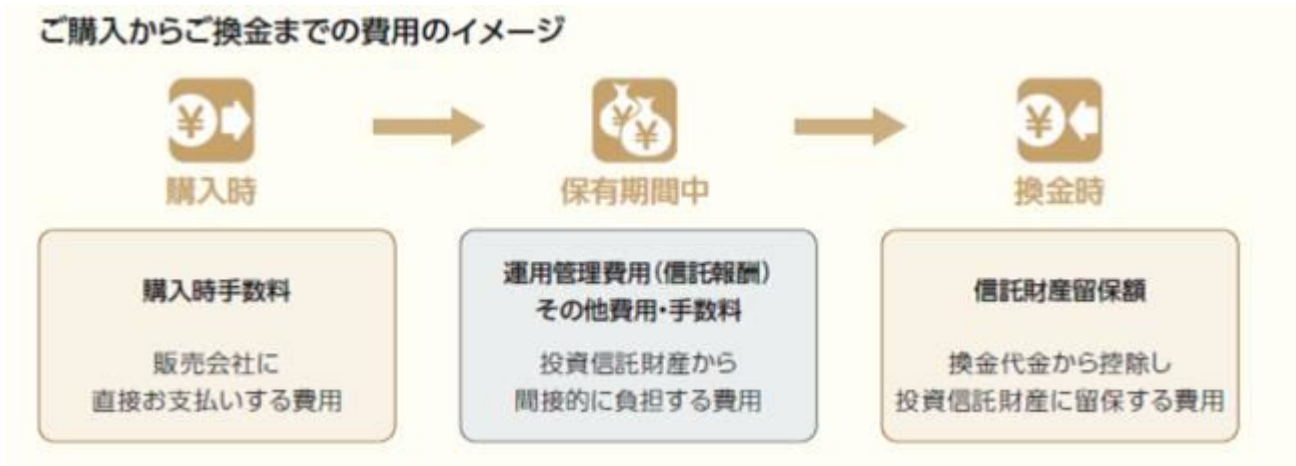 ご購入からご換金までの費用のイメージ
購入時
保有期間中
換金時
購入時手数料
販売会社に
直接お支払いする費用
運用管理費用(信託報酬)
その他費用・手数料
投資信託財産から
間接的に負担する費用
信託財産留保額
換金代金から控除し
投資信託財産に留保する費用